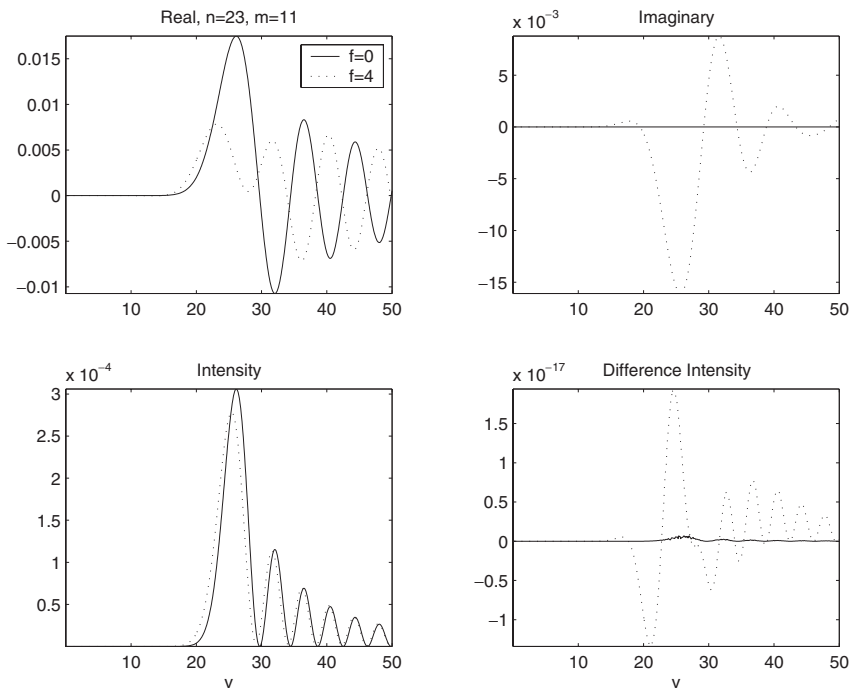 Real, n=23, m=11
0.015
0.01
0.005
0
−0.005
−0.01
10 20 30 40 50
f=0
f=4
x 10⁻³
Imaginary
5
0
−5
−10
−15
10 20 30 40 50
x 10⁻⁴
Intensity
3
2.5
2
1.5
1
0.5
10 20 30 40 50
v
x 10⁻¹⁷
Difference Intensity
1.5
1
0.5
0
−0.5
−1
10 20 30 40 50
v